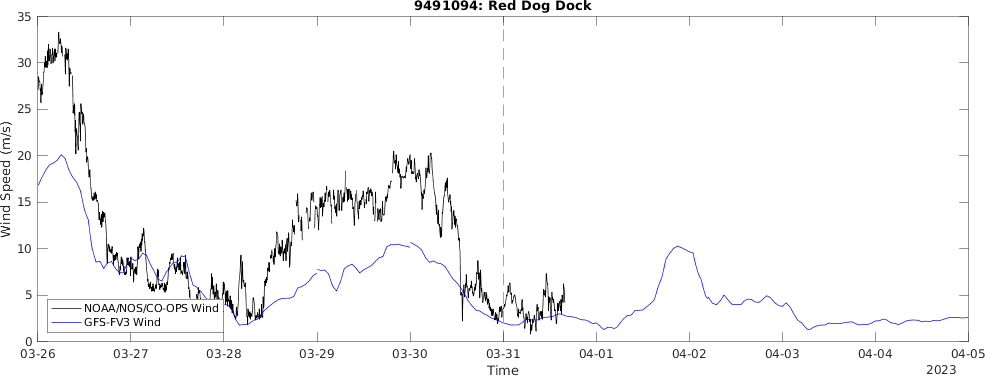 9491094: Red Dog Dock
Wind Speed (m/s)
35
30
25
20
15
10
5
0
NOAA/NOS/CO-OPS Wind
GFS-FV3 Wind
03-26 03-27 03-28 03-29 03-30 03-31 04-01 04-02 04-03 04-04 04-05
Time
2023